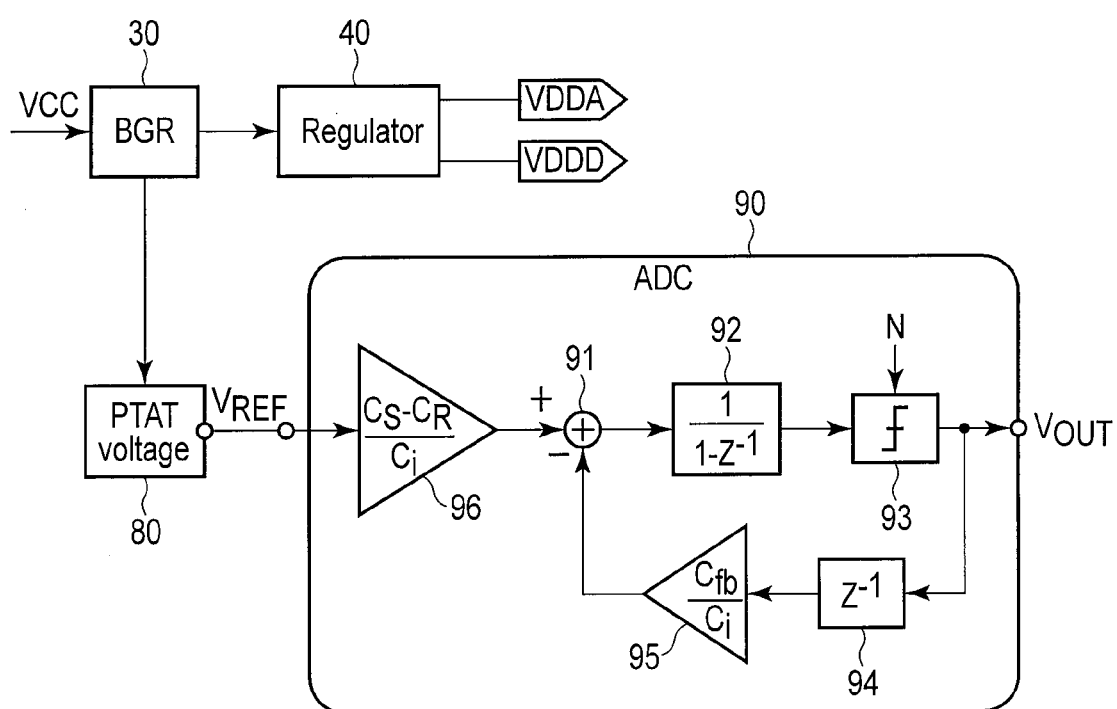 30
40
VCC
BGR
Regulator
VDDA
VDDD
90
ADC
PTAT
voltage
80
VREF
CS-CR
Ci
96
+
91
+
−
92
1
1-Z-1
N
93
VOUT
Cfb
Ci
95
Z-1
94